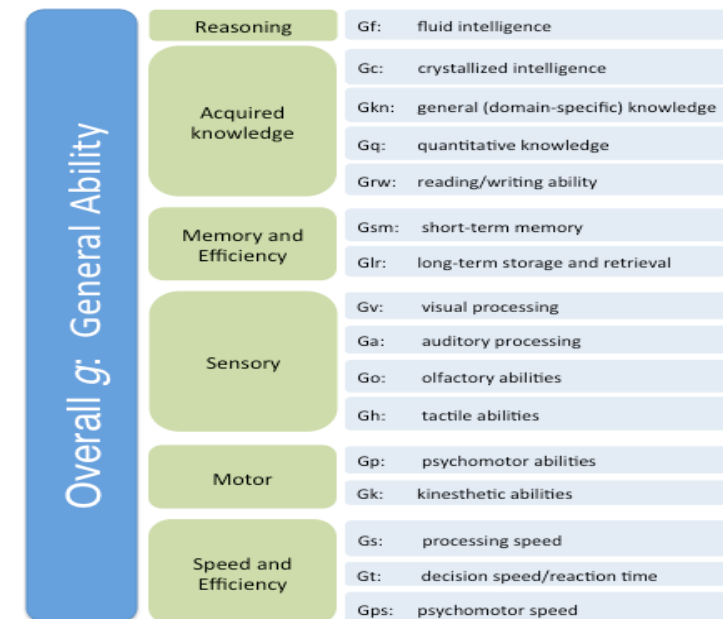 Overall g: General Ability
Reasoning
Gf: fluid intelligence
Acquired
knowledge
Gc: crystallized intelligence
Gkn: general (domain-specific) knowledge
Gq: quantitative knowledge
Grw: reading/writing ability
Memory and
Efficiency
Gsm: short-term memory
Glr: long-term storage and retrieval
Sensory
Gv: visual processing
Ga: auditory processing
Go: olfactory abilities
Gh: tactile abilities
Motor
Gp: psychomotor abilities
Gk: kinesthetic abilities
Speed and
Efficiency
Gs: processing speed
Gt: decision speed/reaction time
Gps: psychomotor speed